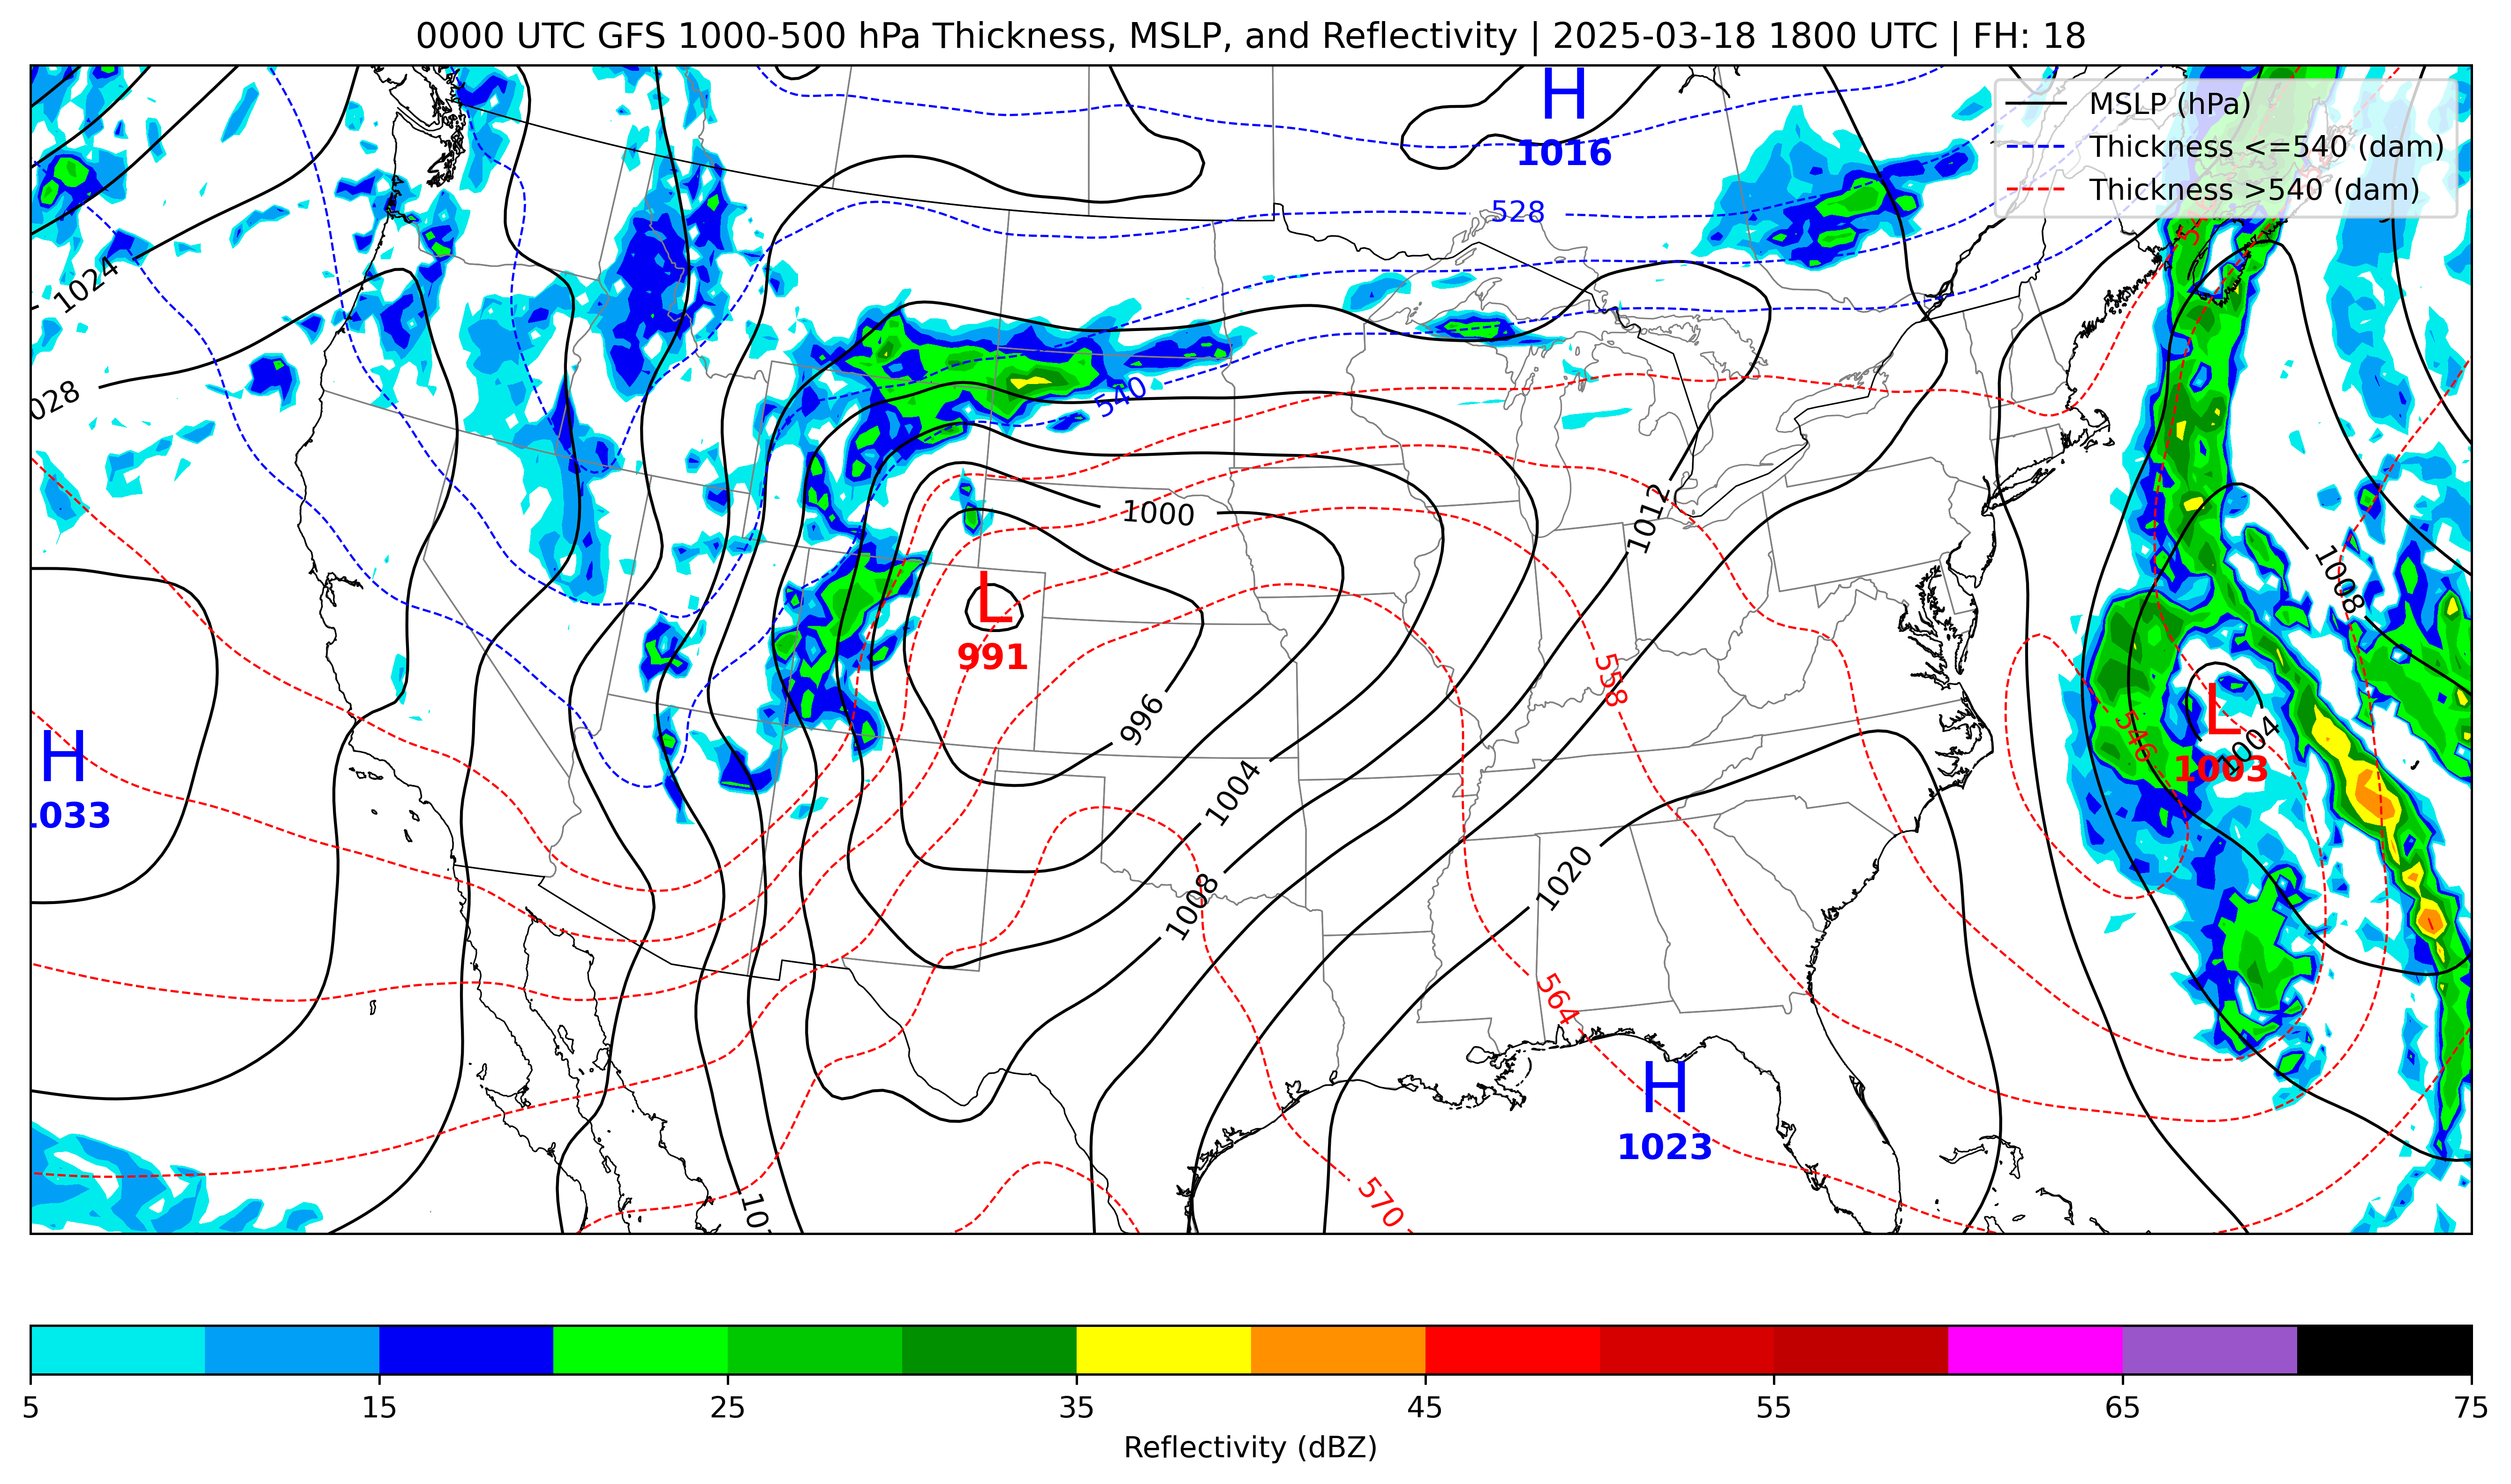 0000 UTC GFS 1000-500 hPa Thickness, MSLP, and Reflectivity | 2025-03-18 1800 UTC | FH: 18
MSLP (hPa)
Thickness <=540 (dam)
Thickness >540 (dam)
H
1016
528
1024
028
540
1000
1012
L
991
558
996
1008
L
1003
1004
546
H
1033
1004
1008
1020
564
H
1023
570
10
5 15 25 35 45 55 65 75
Reflectivity (dBZ)